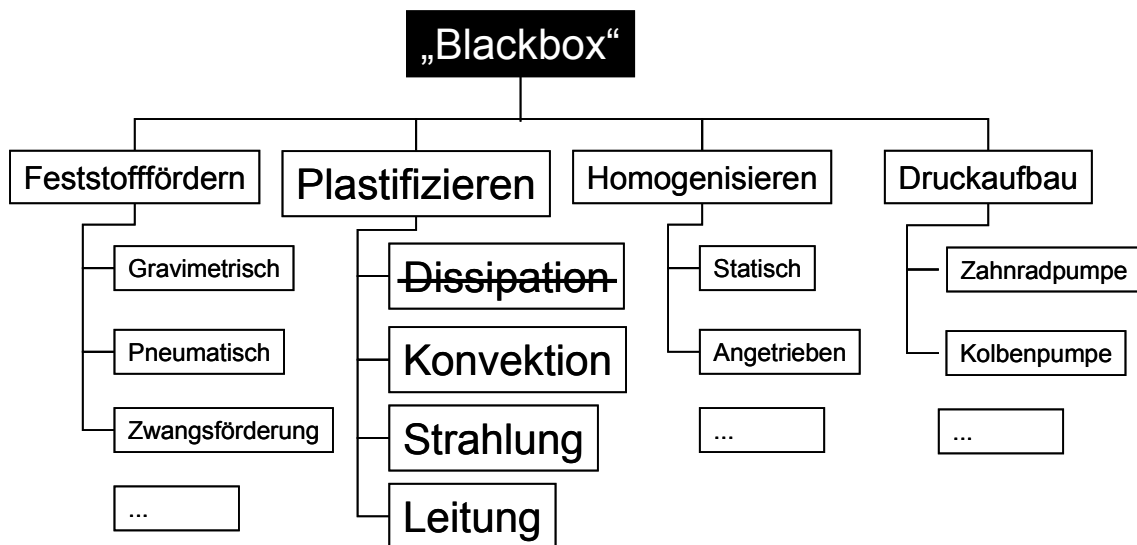 „Blackbox“
Feststofffördern
Plastifizieren
Homogenisieren
Druckaufbau
Gravimetrisch
Pneumatisch
Zwangsförderung
...
Dissipation
Konvektion
Strahlung
Leitung
Statisch
Angetrieben
...
Zahnradpumpe
Kolbenpumpe
...